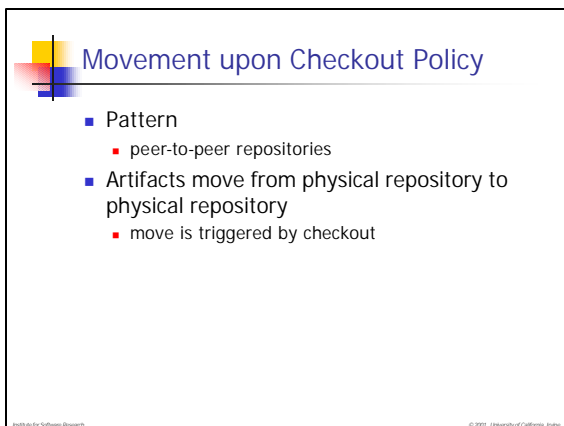 Movement upon Checkout Policy
Pattern
peer-to-peer repositories
Artifacts move from physical repository to
physical repository
move is triggered by checkout
Institute for Software Research
© 2001, University of California, Irvine